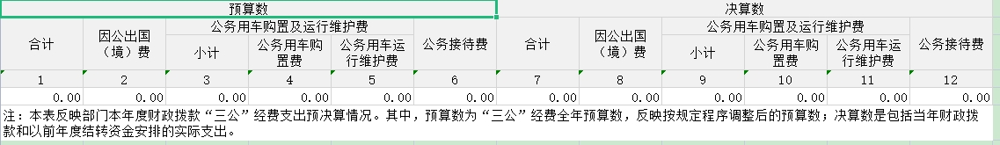 预算数 决算数
合计 因公出国（境）费 公务用车购置及运行维护费 公务接待费 合计 因公出国（境）费 公务用车购置及运行维护费 公务接待费
小计 公务用车购置费 公务用车运行维护费 小计 公务用车购置费 公务用车运行维护费
1 2 3 4 5 6 7 8 9 10 11 12
0.00 0.00 0.00 0.00 0.00 0.00 0.00 0.00 0.00 0.00 0.00 0.00
注：本表反映部门本年度财政拨款“三公”经费支出预决算情况。其中，预算数为“三公”经费全年预算数，反映按规定程序调整后的预算数；决算数是包括当年财政拨
款和以前年度结转资金安排的实际支出。